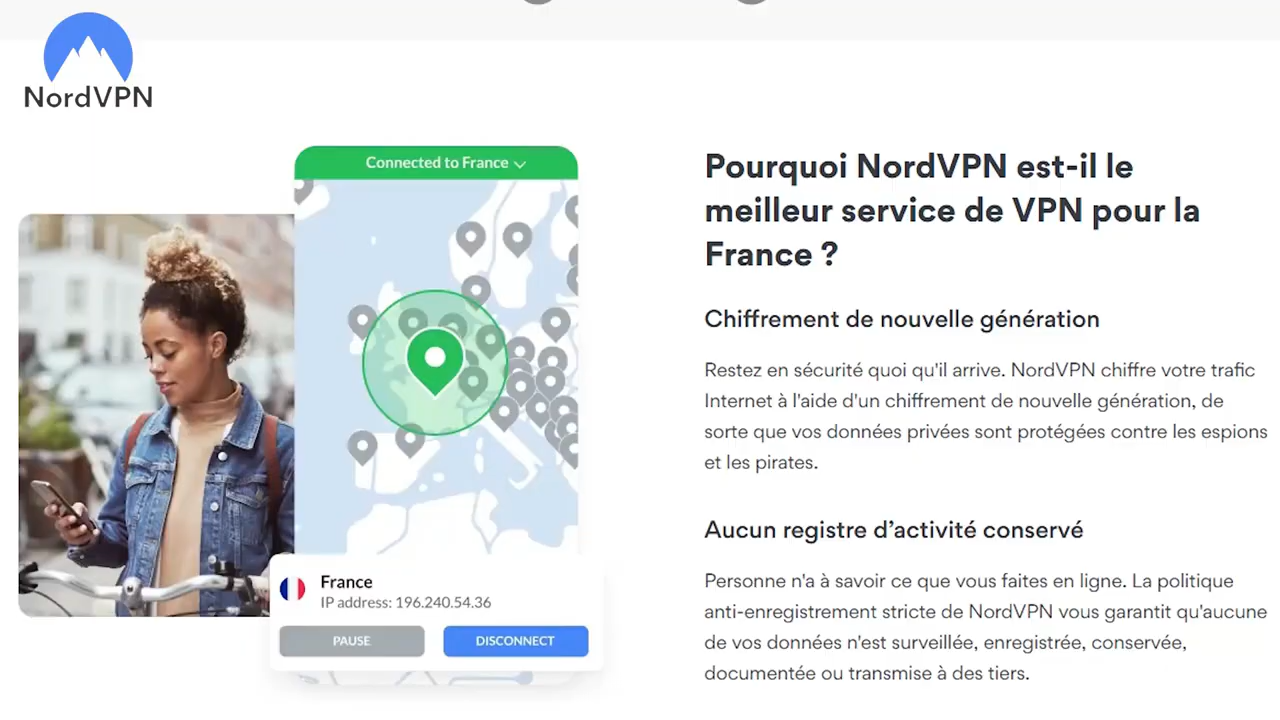 NordVPN
Connected to France
France
IP address: 196.240.54.36
PAUSE
DISCONNECT
Pourquoi NordVPN est-il le
meilleur service de VPN pour la
France ?
Chiffrement de nouvelle génération
Restez en sécurité quoi qu'il arrive. NordVPN chiffre votre trafic
Internet à l'aide d'un chiffrement de nouvelle génération, de
sorte que vos données privées sont protégées contre les espions
et les pirates.
Aucun registre d’activité conservé
Personne n'a à savoir ce que vous faites en ligne. La politique
anti-enregistrement stricte de NordVPN vous garantit qu'aucune
de vos données n'est surveillée, enregistrée, conservée,
documentée ou transmise à des tiers.